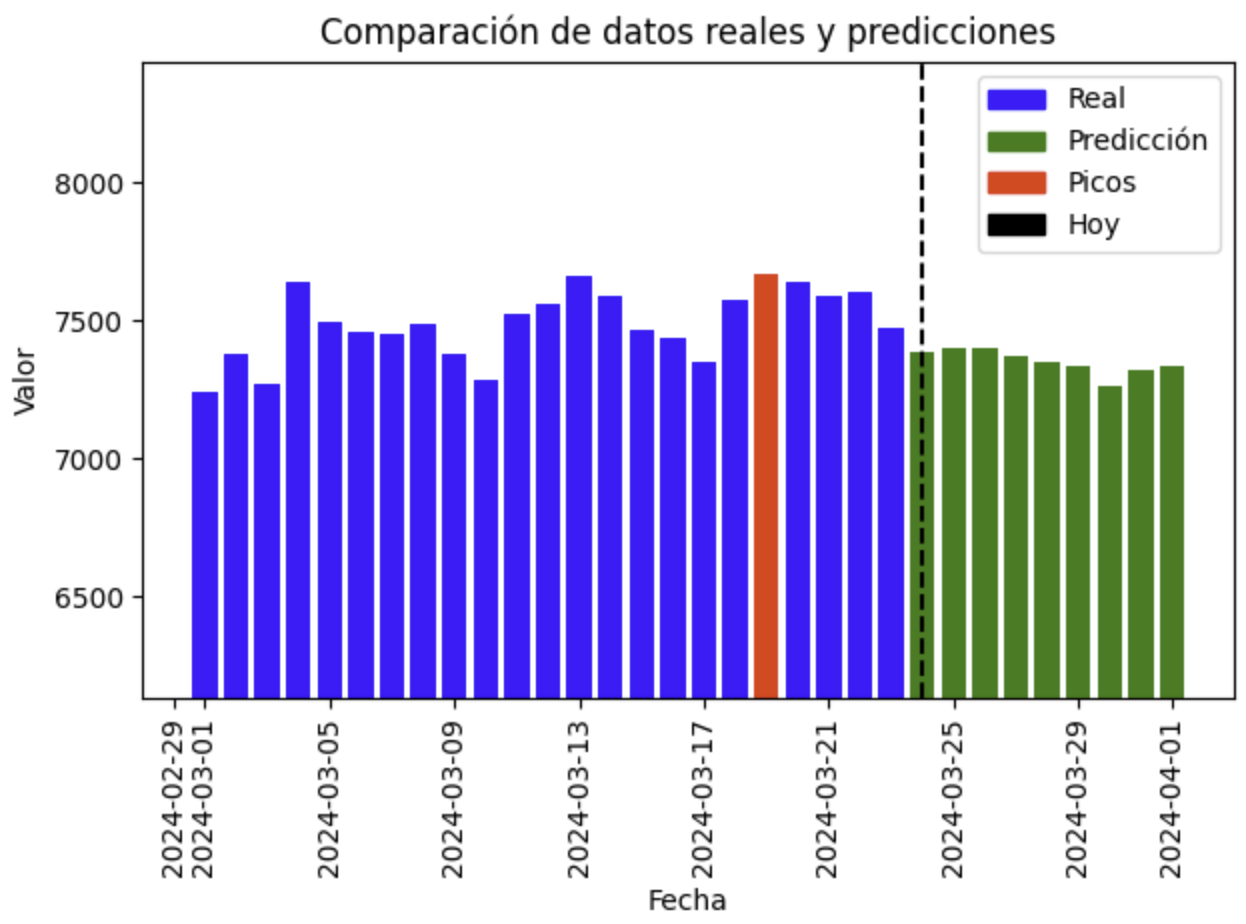 Comparación de datos reales y predicciones
Real
Predicción
Picos
Hoy
8000
7500
7000
6500
Valor
2024-02-29
2024-03-01
2024-03-05
2024-03-09
2024-03-13
2024-03-17
2024-03-21
2024-03-25
2024-03-29
2024-04-01
Fecha